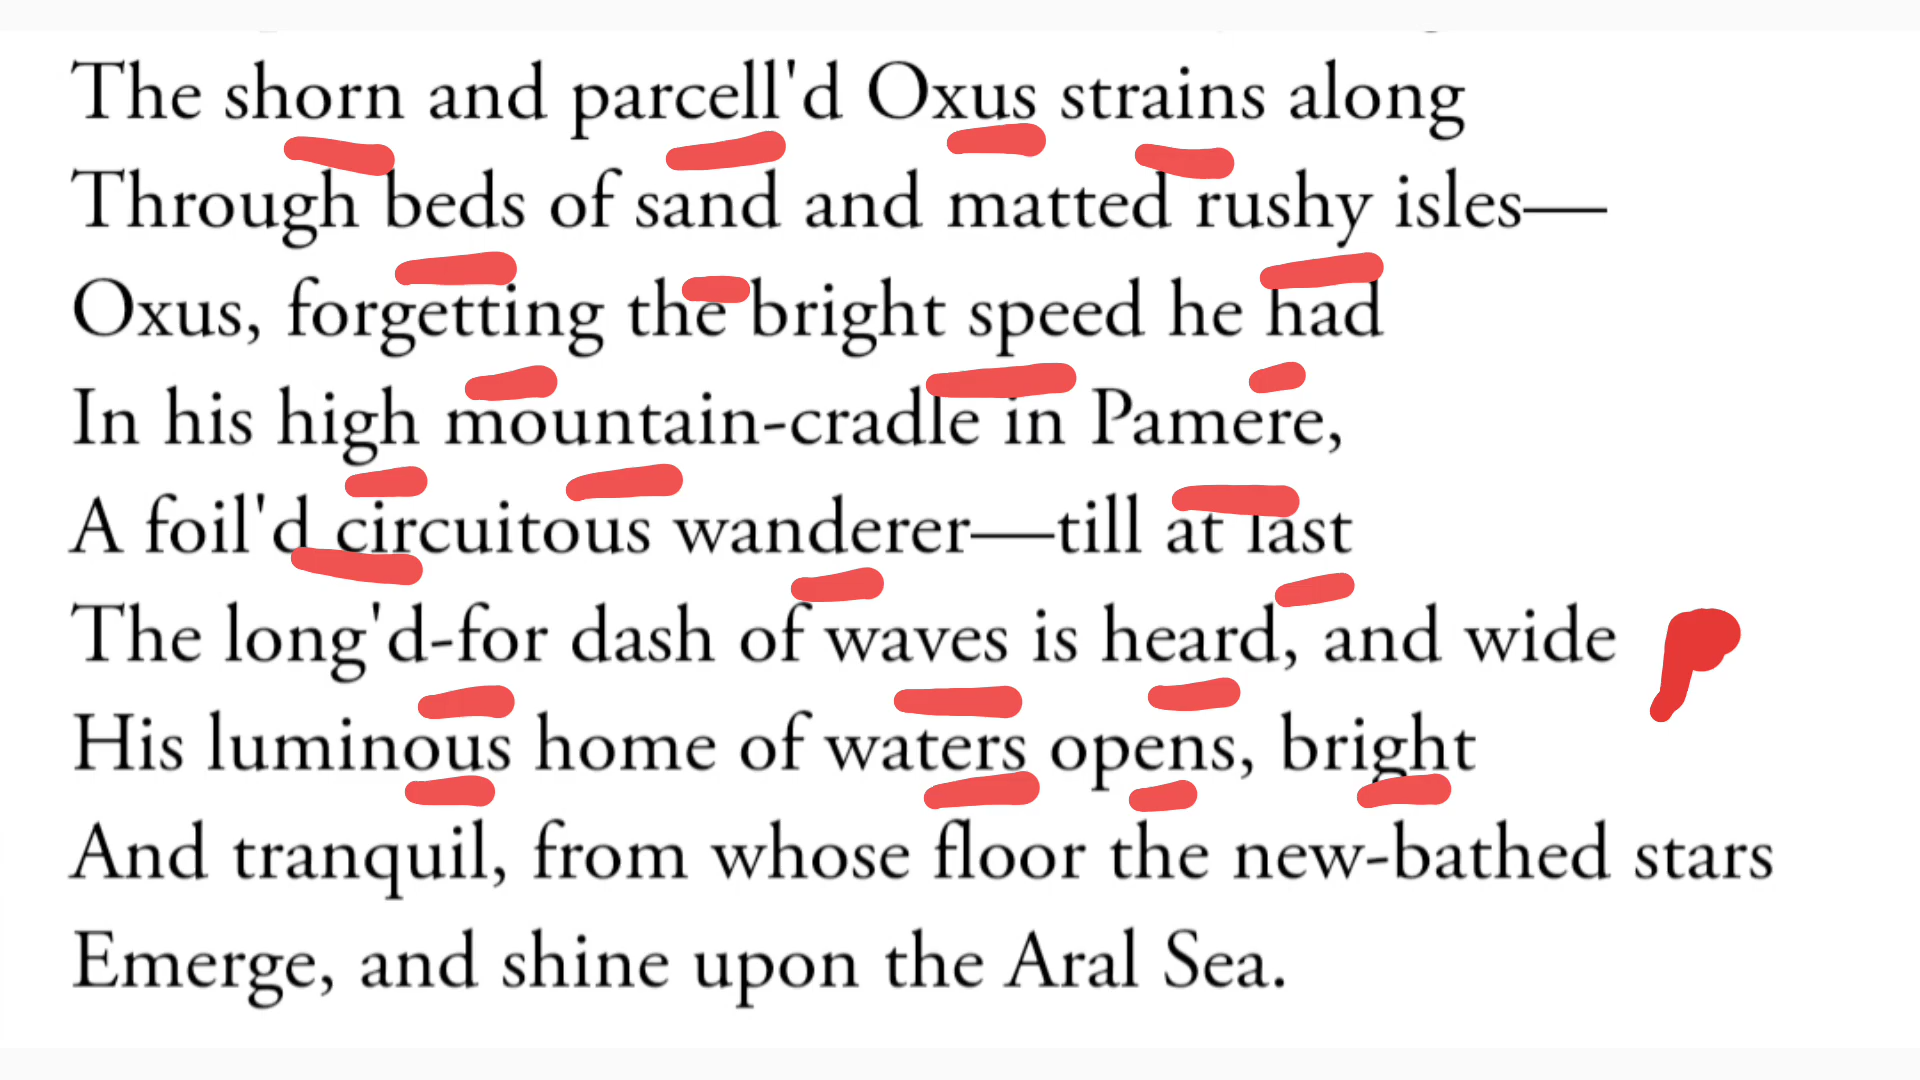 The shorn and parcell'd Oxus strains along
Through beds of sand and matted rushy isles—
Oxus, forgetting the bright speed he had
In his high mountain-cradle in Pamere,
A foil'd circuitous wanderer—till at last
The long'd-for dash of waves is heard, and wide
His luminous home of waters opens, bright
And tranquil, from whose floor the new-bathed stars
Emerge, and shine upon the Aral Sea.